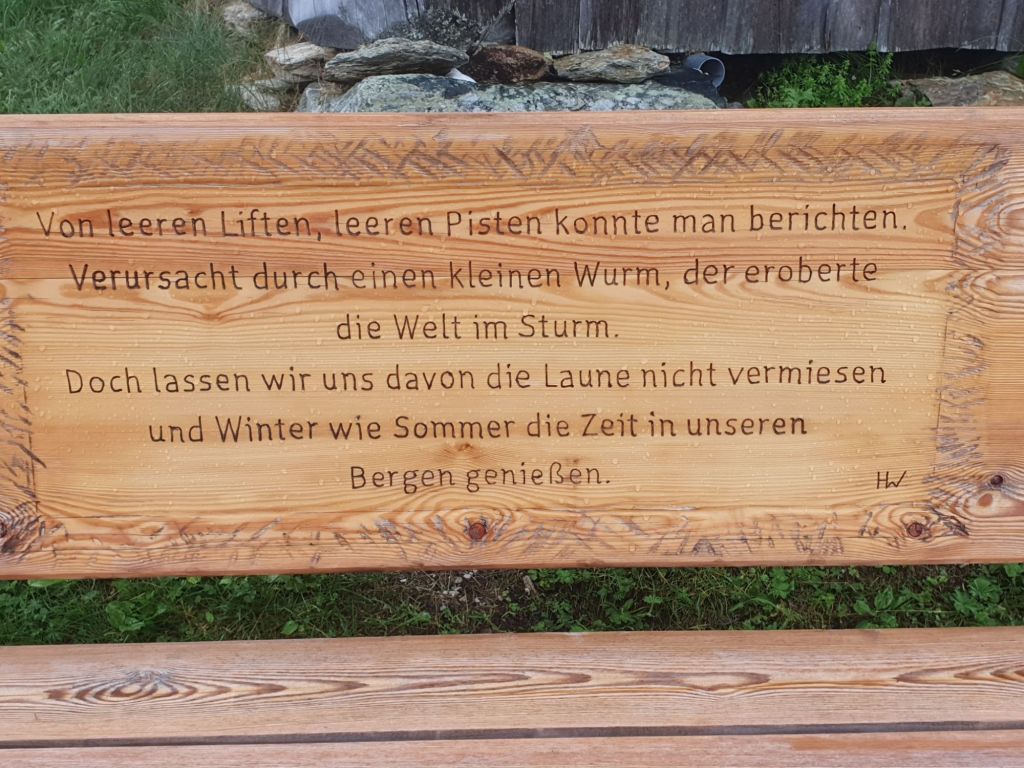 Von leeren Liften, leeren Pisten konnte man berichten.
Verursacht durch einen kleinen Wurm, der eroberte
die Welt im Sturm.
Doch lassen wir uns davon die Laune nicht vermiesen
und Winter wie Sommer die Zeit in unseren
Bergen genießen.
HW